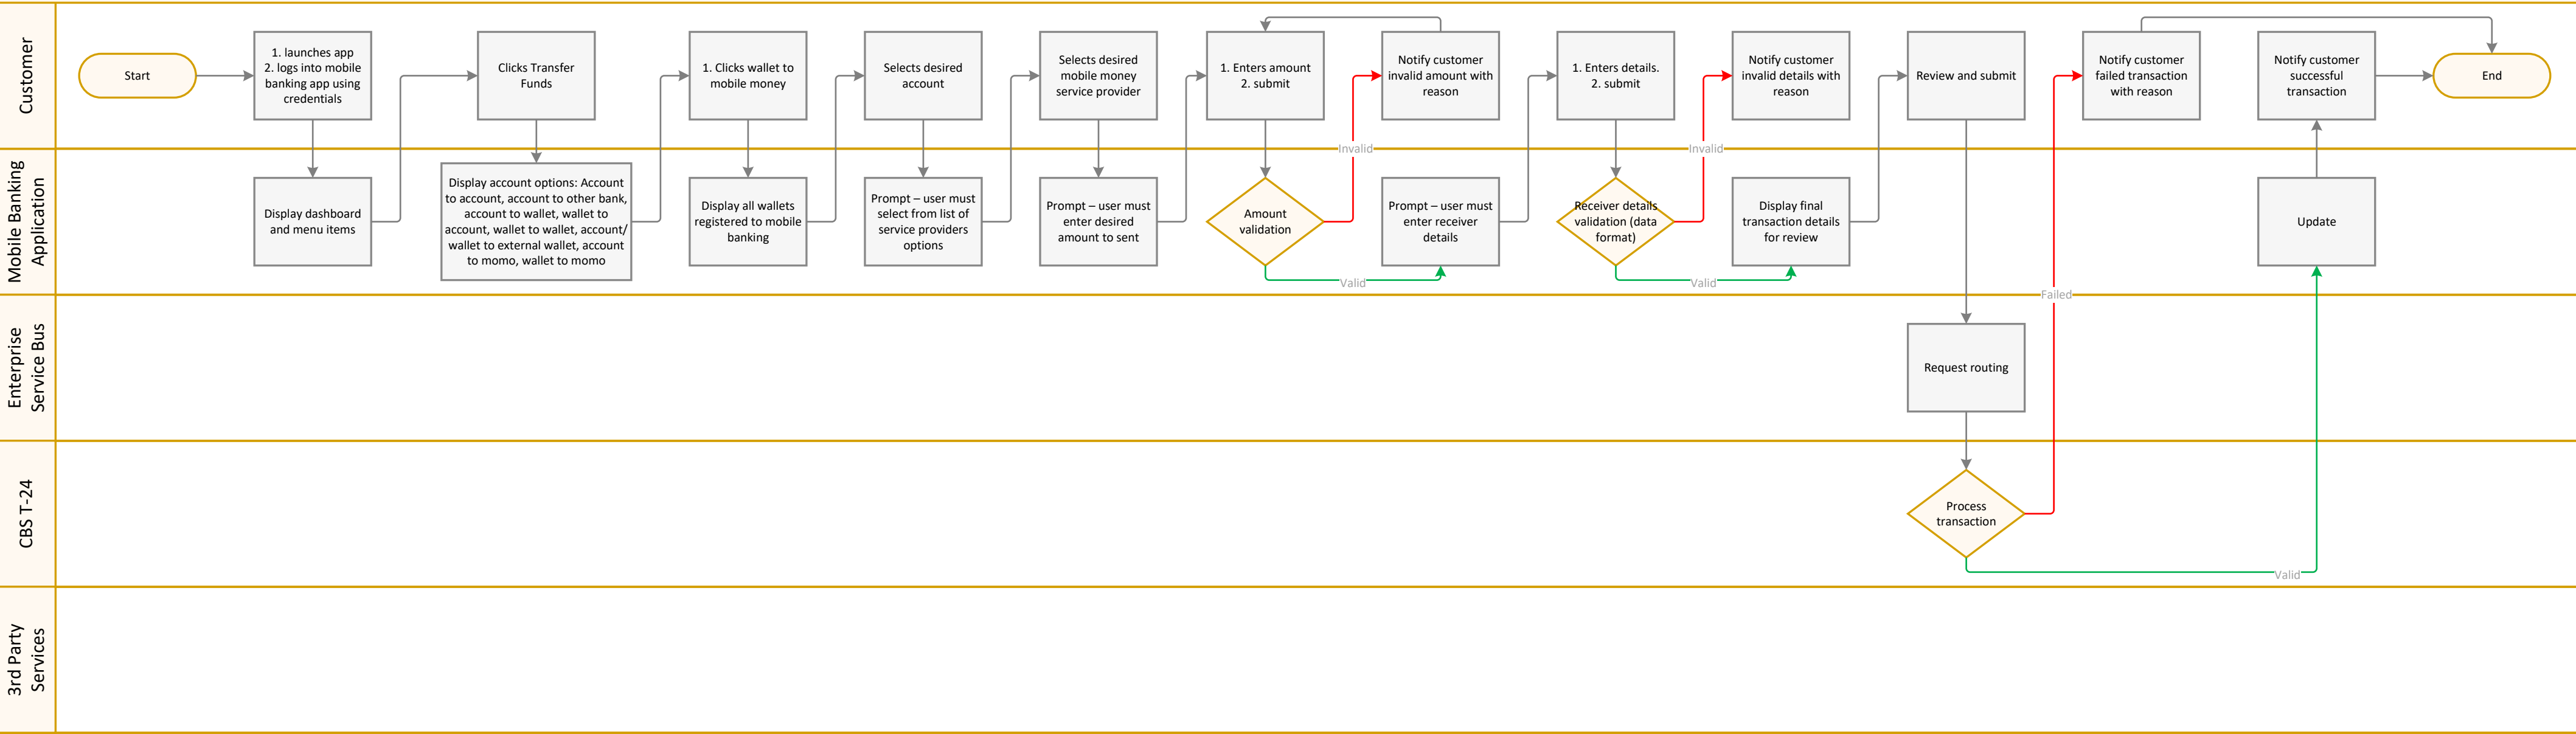 Customer
Start
1. launches app
2. logs into mobile
banking app using
credentials
Clicks Transfer
Funds
1. Clicks wallet to
mobile money
Selects desired
account
Selects desired
mobile money
service provider
1. Enters amount
2. submit
Notify customer
invalid amount with
reason
1. Enters details.
2. submit
Notify customer
invalid details with
reason
Review and submit
Notify customer
failed transaction
with reason
Notify customer
successful
transaction
End
Invalid
Invalid
Mobile Banking
Application
Display dashboard
and menu items
Display account options: Account
to account, account to other bank,
account to wallet, wallet to
account, wallet to wallet, account/
wallet to external wallet, account
to momo, wallet to momo
Display all wallets
registered to mobile
banking
Prompt – user must
select from list of
service providers
options
Prompt – user must
enter desired
amount to sent
Amount
validation
Prompt – user must
enter receiver
details
Receiver details
validation (data
format)
Display final
transaction details
for review
Update
Valid
Valid
Failed
Enterprise
Service Bus
Request routing
CBS T-24
Process
transaction
Valid
3rd Party
Services